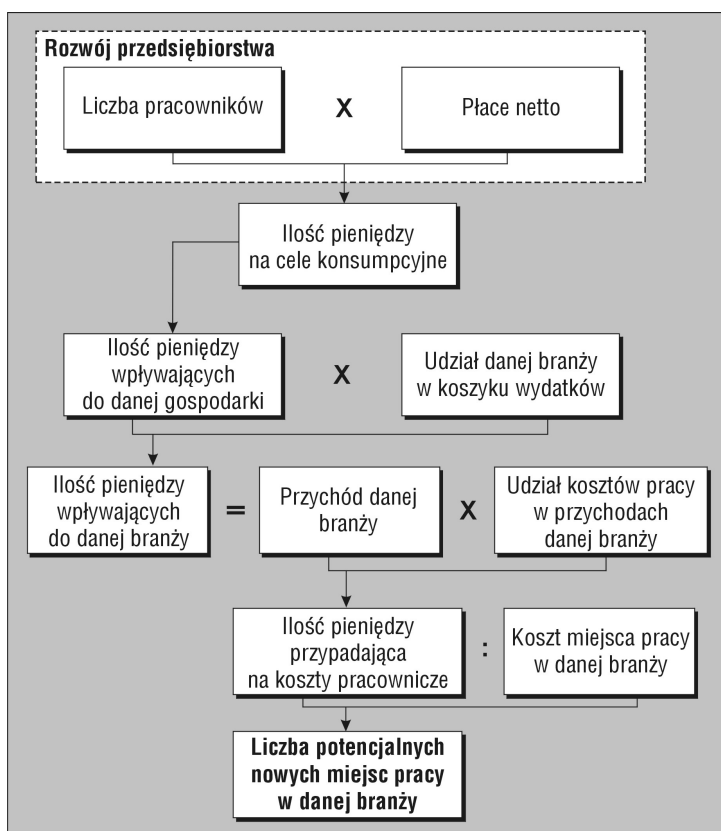 Rozwój przedsiębiorstwa
Liczba pracowników
X
Płace netto
Ilość pieniędzy
na cele konsumpcyjne
Ilość pieniędzy
wpływających
do danej gospodarki
X
Udział danej branży
w koszyku wydatków
Ilość pieniędzy
wpływających
do danej branży
=
Przychód danej
branży
X
Udział kosztów pracy
w przychodach
danej branży
Ilość pieniędzy
przypadająca
na koszty pracownicze
:
Koszt miejsca pracy
w danej branży
Liczba potencjalnych
nowych miejsc pracy
w danej branży